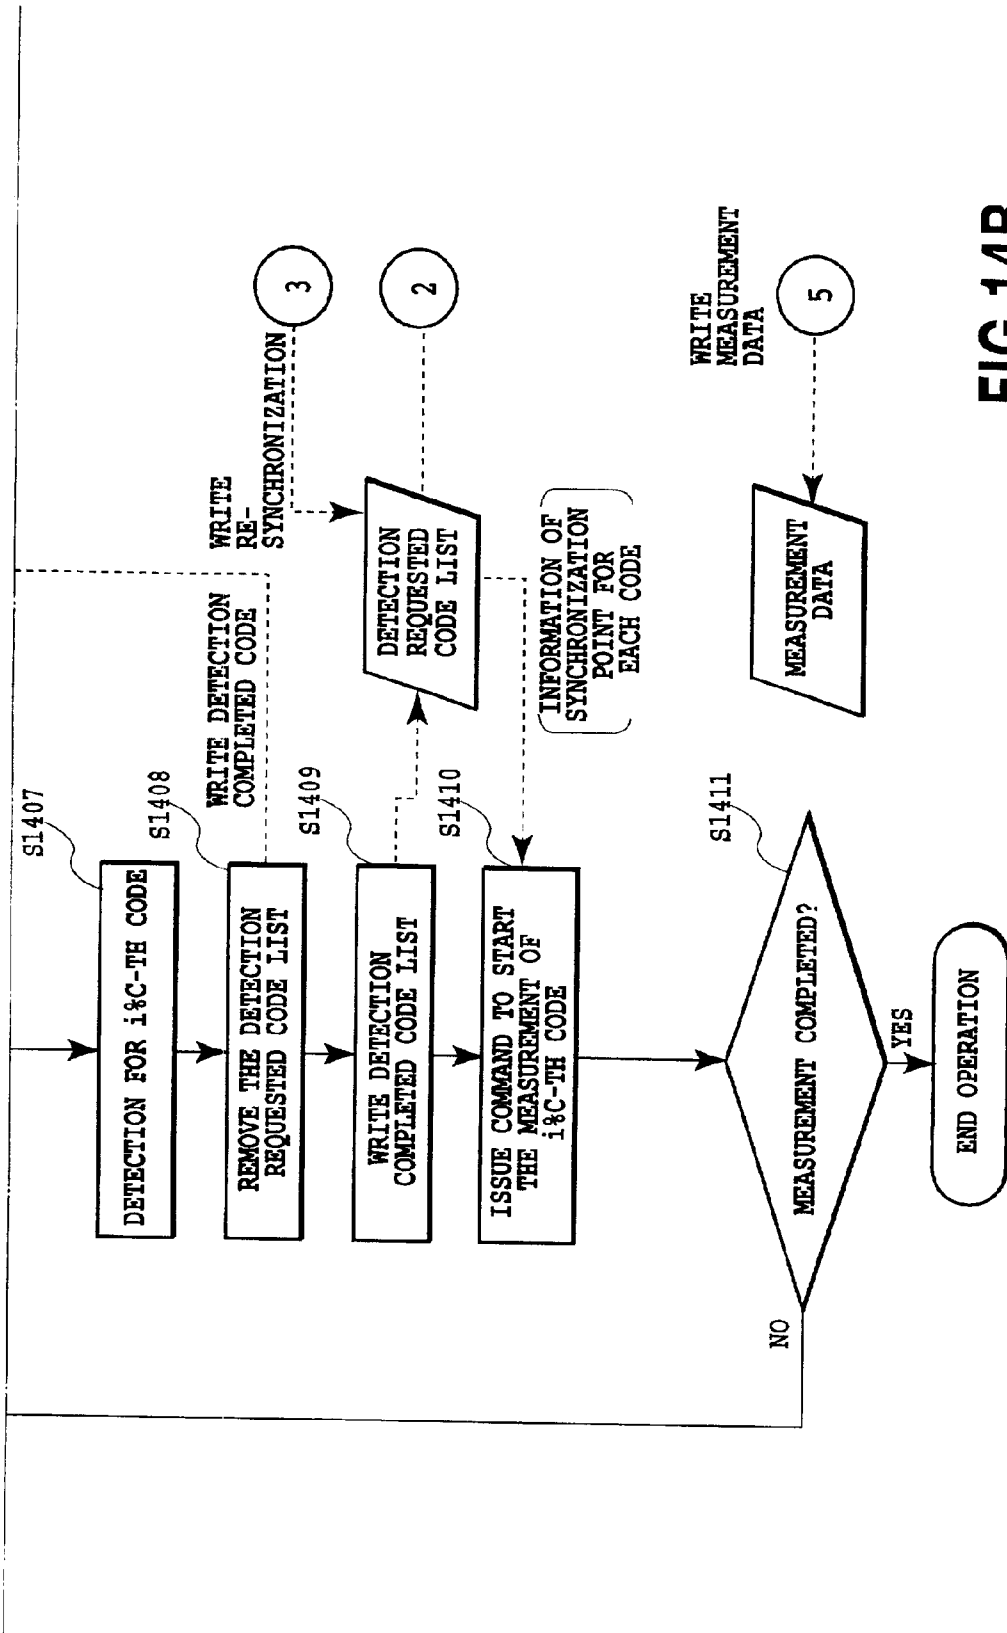 S1407
DETECTION FOR i%C-TH CODE
S1408
REMOVE THE DETECTION
REQUESTED CODE LIST
WRITE DETECTION
COMPLETED CODE
S1409
WRITE DETECTION
COMPLETED CODE LIST
WRITE
RE-
SYNCHRONIZATION
3
DETECTION
REQUESTED
CODE LIST
2
S1410
ISSUE COMMAND TO START
THE MEASUREMENT OF
i%C-TH CODE
INFORMATION OF
SYNCHRONIZATION
POINT FOR
EACH CODE
S1411
MEASUREMENT COMPLETED?
NO
YES
MEASUREMENT
DATA
WRITE
MEASUREMENT
DATA
5
END OPERATION
FIG.14B